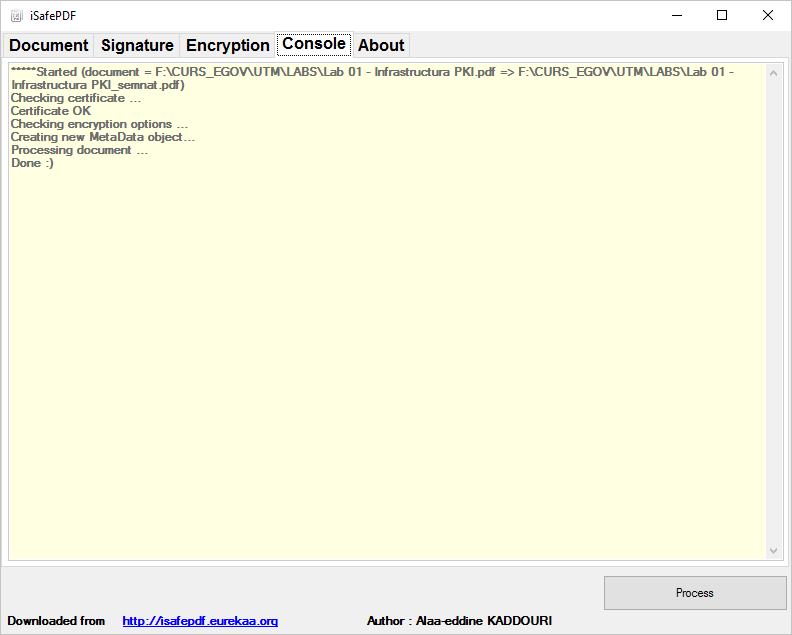 iSafePDF
Document Signature Encryption Console About
*****Started (document = F:\CURS_EGOV\UTM\LABS\Lab 01 - Infrastructura PKI.pdf => F:\CURS_EGOV\UTM\LABS\Lab 01 -
Infrastructura PKI_semnat.pdf)
Checking certificate ...
Certificate OK
Checking encryption options ...
Creating new MetaData object...
Processing document ...
Done :)
Process
Downloaded from http://isafepdf.eurekaa.org Author : Alaa-eddine KADDOURI